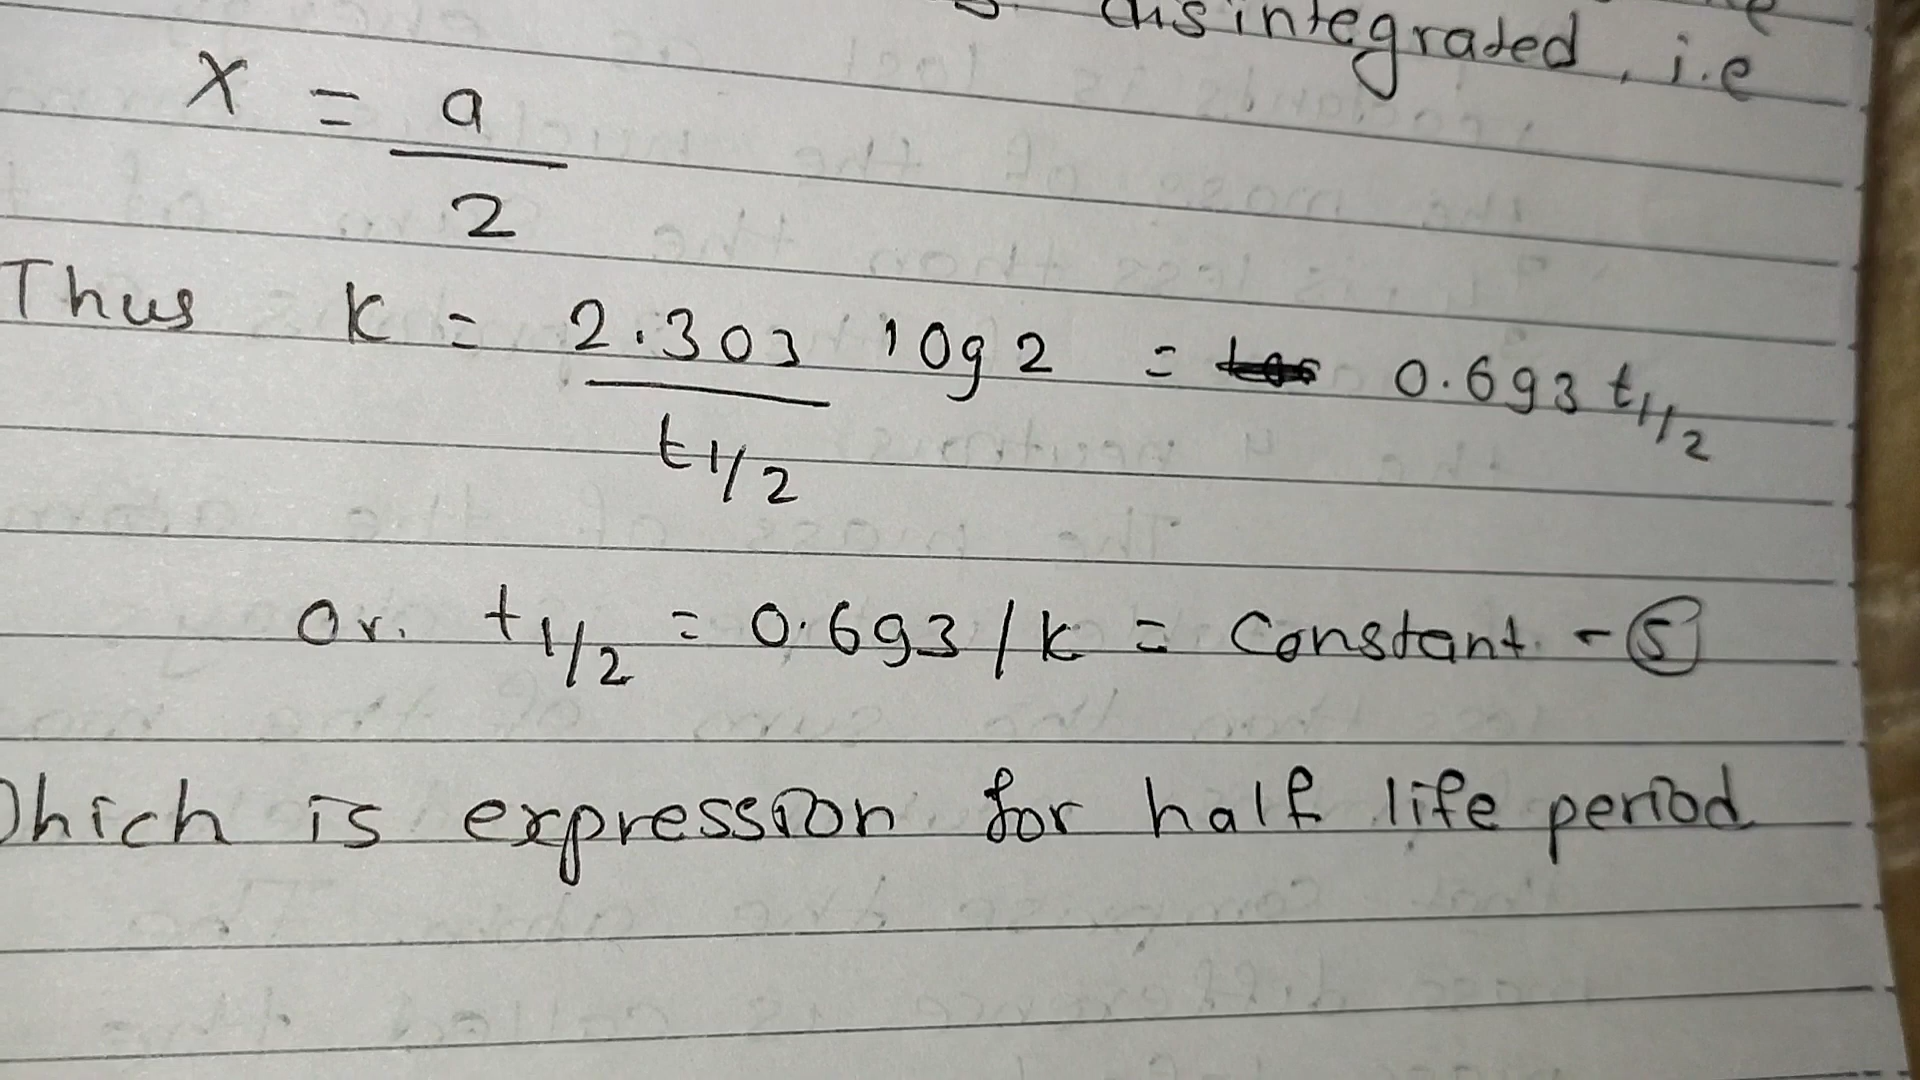 disintegrated, i.e
x = a/2
Thus K = 2.303/t1/2 log 2 = 0.693 t1/2
Or. t1/2 = 0.693/k = Constant. - ⑤
Which is expression for half life period